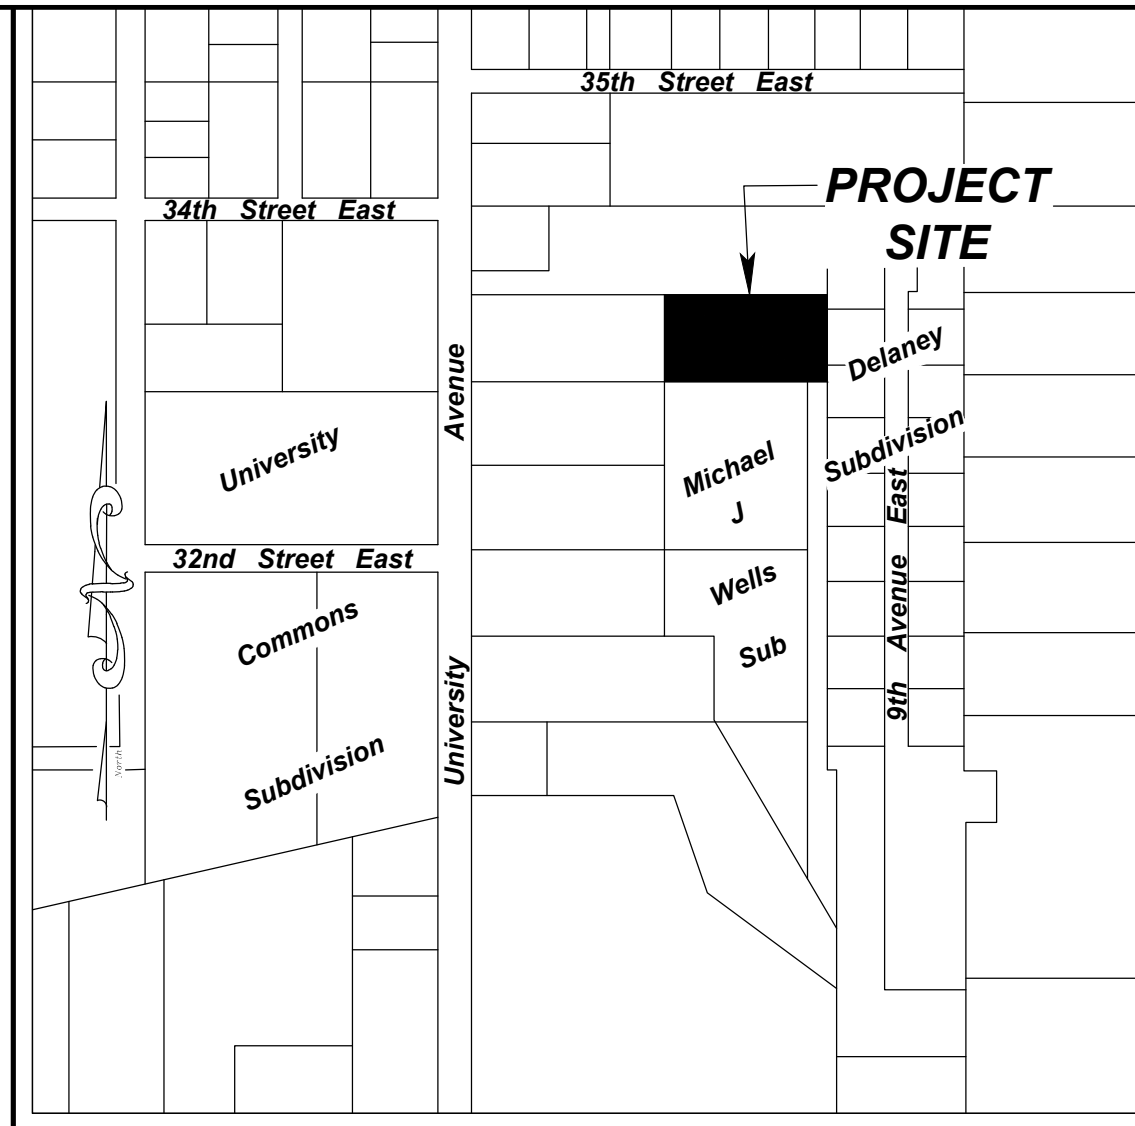 35th Street East
PROJECT
SITE
34th Street East
Delaney
Subdivision
University Avenue
University
Commons
Subdivision
Michael
J
Wells
Sub
9th Avenue East
32nd Street East
North